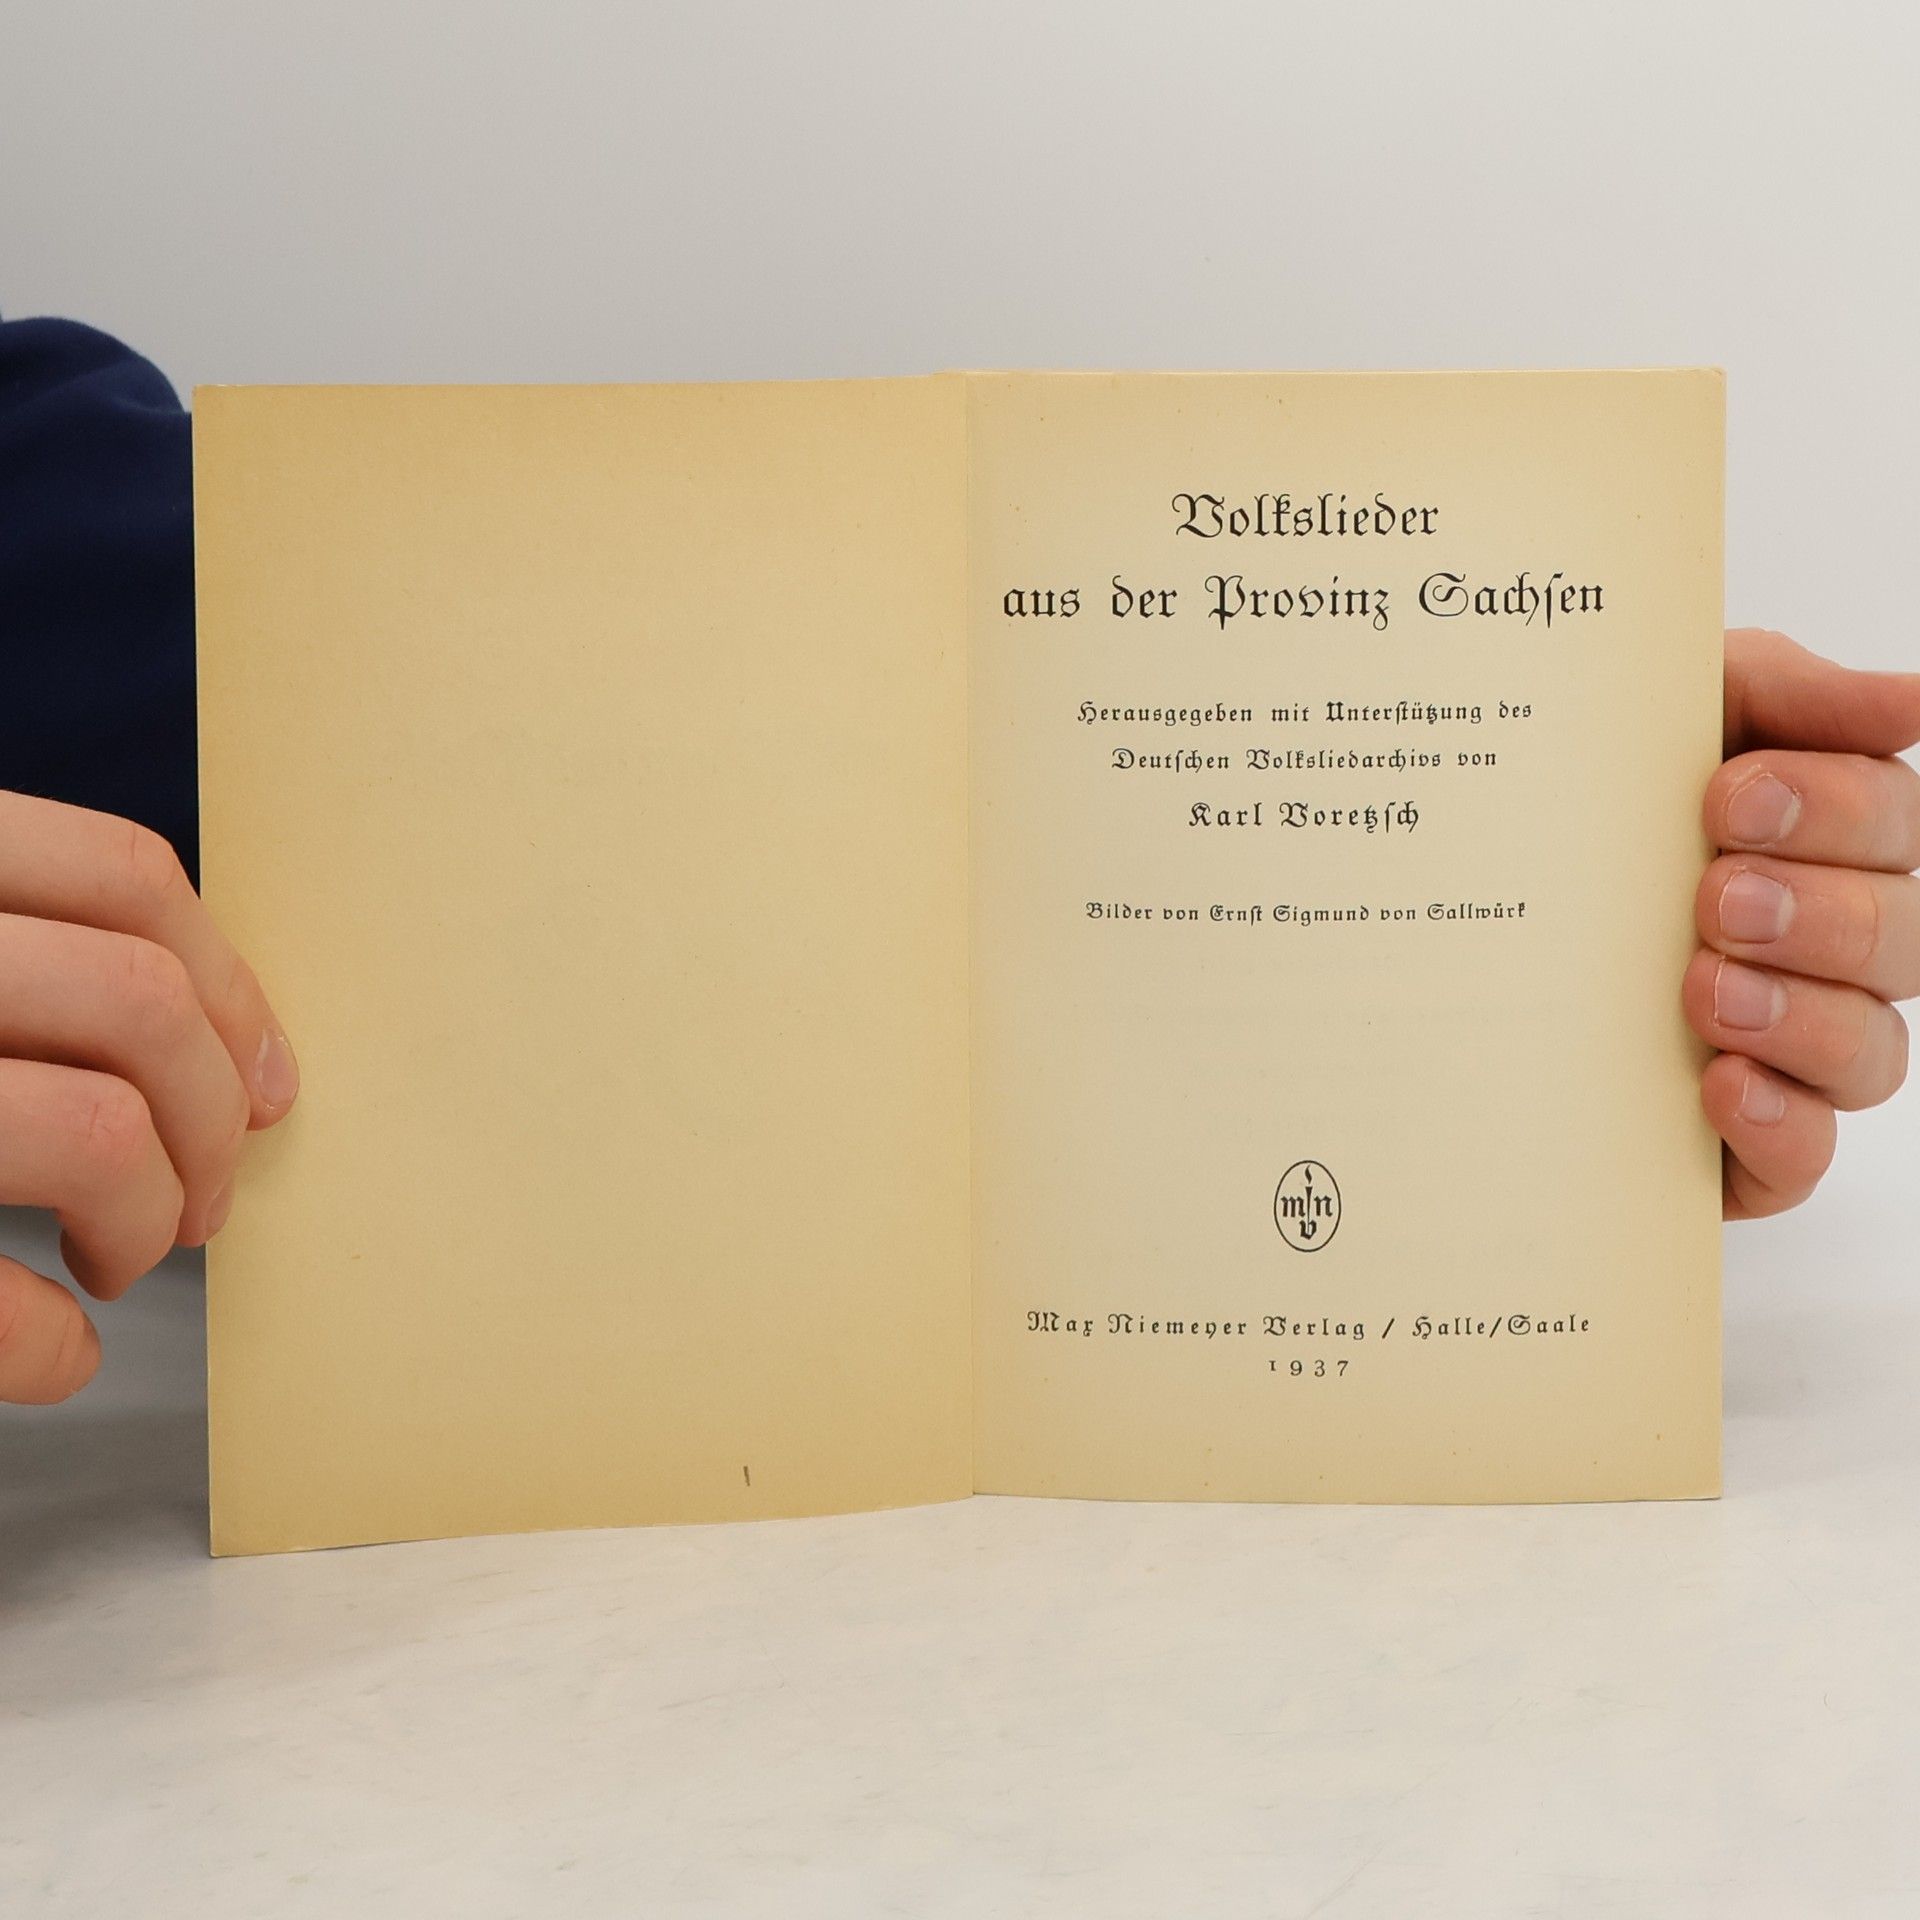 Volkslieder
aus der Provinz Sachſen
Herausgegeben mit Unterſtützung des
Deutſchen Volksliedarchivs von
Karl Voretzſch
Bilder von Ernſt Sigmund von Sallwürk
m n
v
Max Niemeyer Verlag / Halle/Saale
1937